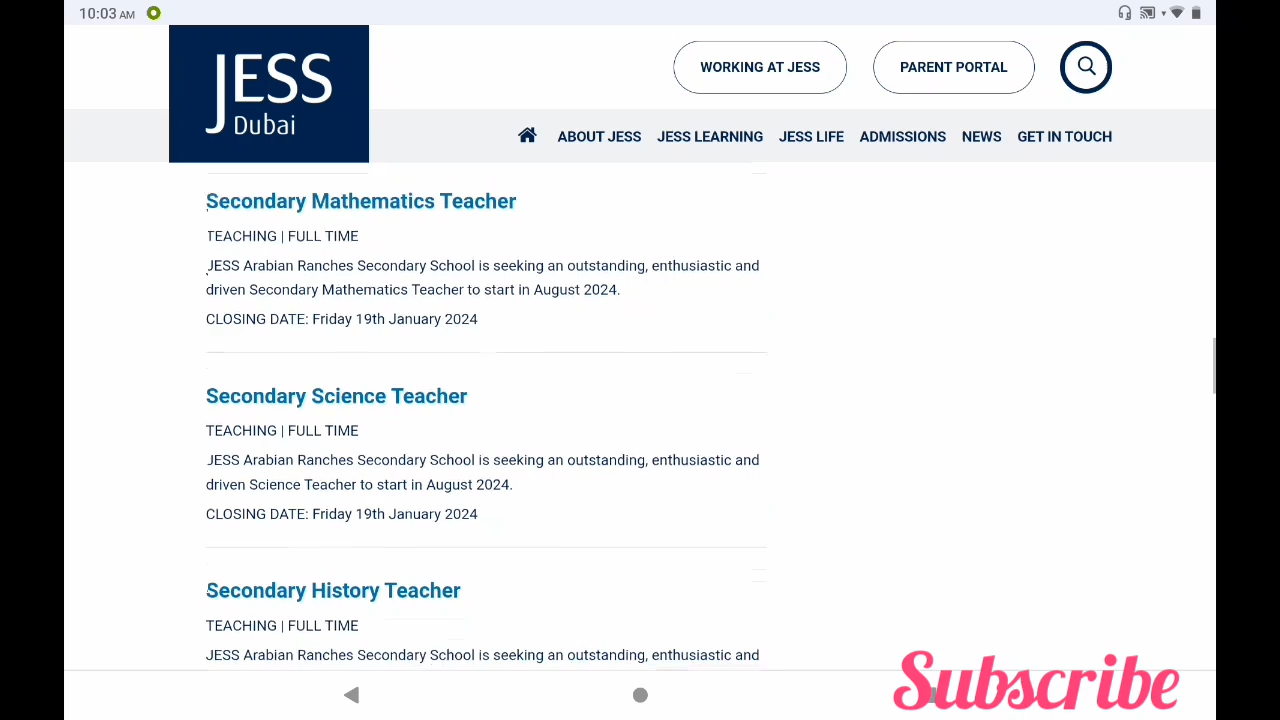 10:03 AM
JESS
Dubai
WORKING AT JESS
PARENT PORTAL
ABOUT JESS
JESS LEARNING
JESS LIFE
ADMISSIONS
NEWS
GET IN TOUCH
Secondary Mathematics Teacher
TEACHING | FULL TIME
JESS Arabian Ranches Secondary School is seeking an outstanding, enthusiastic and
driven Secondary Mathematics Teacher to start in August 2024.
CLOSING DATE: Friday 19th January 2024
Secondary Science Teacher
TEACHING | FULL TIME
JESS Arabian Ranches Secondary School is seeking an outstanding, enthusiastic and
driven Science Teacher to start in August 2024.
CLOSING DATE: Friday 19th January 2024
Secondary History Teacher
TEACHING | FULL TIME
JESS Arabian Ranches Secondary School is seeking an outstanding, enthusiastic and
Subscribe